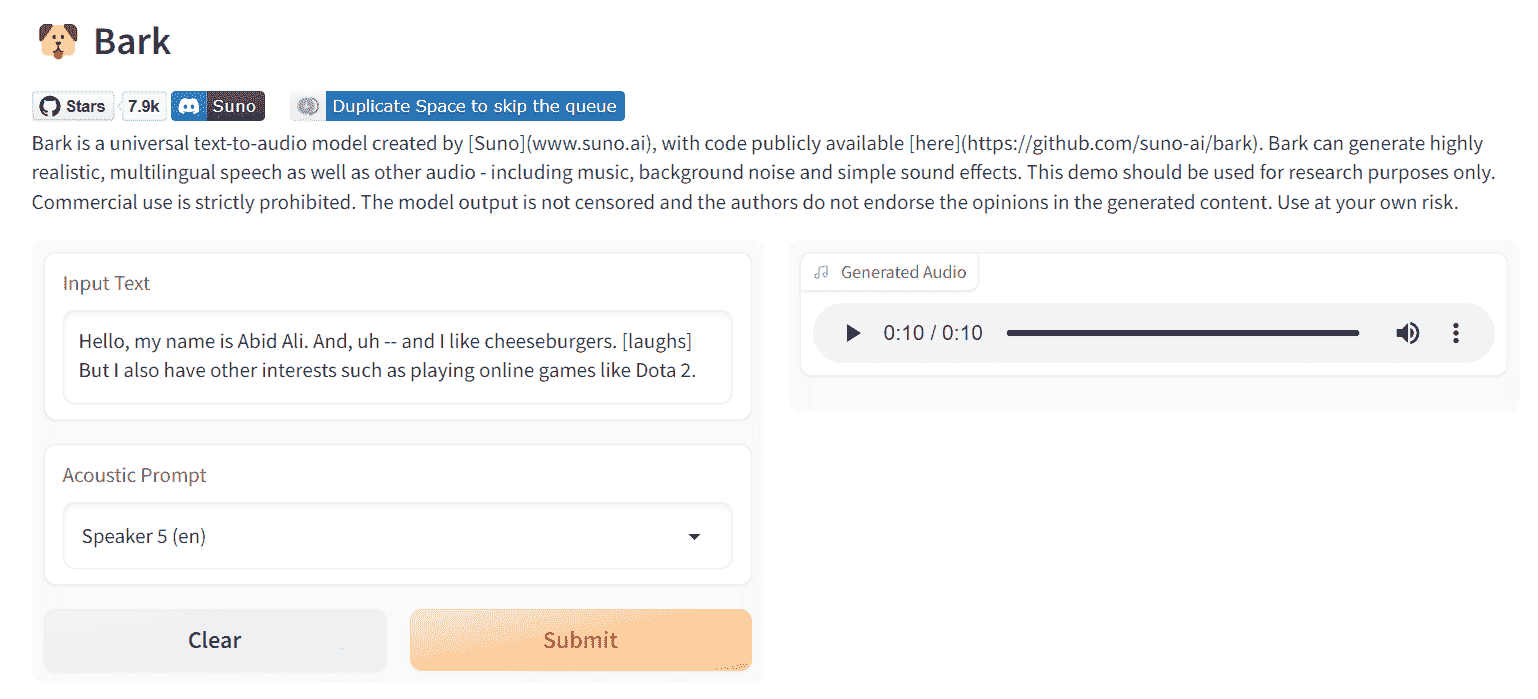 Bark
Stars 7.9k Suno Duplicate Space to skip the queue
Bark is a universal text-to-audio model created by [Suno](www.suno.ai), with code publicly available [here](https://github.com/suno-ai/bark). Bark can generate highly
realistic, multilingual speech as well as other audio - including music, background noise and simple sound effects. This demo should be used for research purposes only.
Commercial use is strictly prohibited. The model output is not censored and the authors do not endorse the opinions in the generated content. Use at your own risk.
Input Text
Hello, my name is Abid Ali. And, uh -- and I like cheeseburgers. [laughs]
But I also have other interests such as playing online games like Dota 2.
Acoustic Prompt
Speaker 5 (en)
Clear
Submit
Generated Audio
0:10 / 0:10